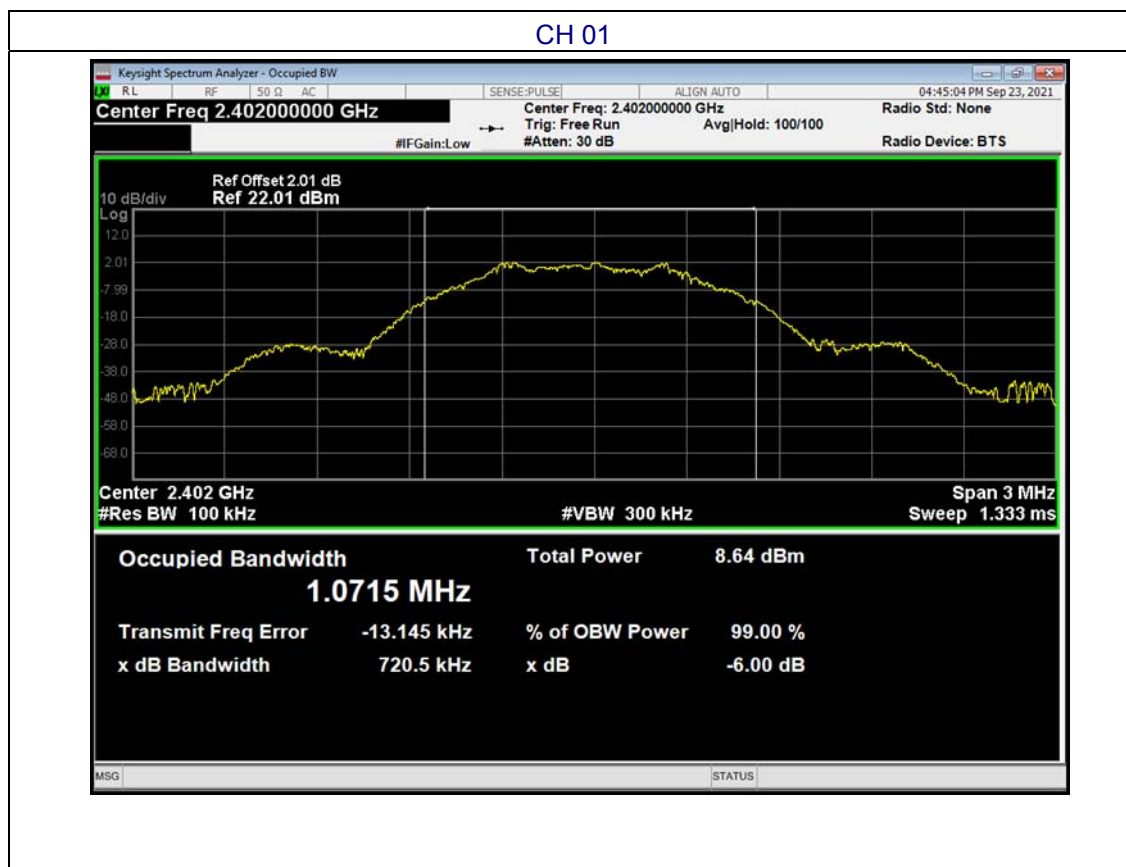 CH 01
Keysight Spectrum Analyzer - Occupied BW
LXI RL RF 50 Ω AC SENSE:PULSE ALIGN AUTO 04:45:04 PM Sep 23, 2021
Center Freq 2.402000000 GHz
Center Freq: 2.402000000 GHz Radio Std: None
Trig: Free Run Avg|Hold: 100/100
#IFGain:Low #Atten: 30 dB Radio Device: BTS
Ref Offset 2.01 dB
10 dB/div Ref 22.01 dBm
Log
12.0
2.01
-7.99
-18.0
-28.0
-38.0
-48.0
-58.0
-68.0
Center 2.402 GHz Span 3 MHz
#Res BW 100 kHz #VBW 300 kHz Sweep 1.333 ms
Occupied Bandwidth Total Power 8.64 dBm
1.0715 MHz
Transmit Freq Error -13.145 kHz % of OBW Power 99.00 %
x dB Bandwidth 720.5 kHz x dB -6.00 dB
MSG STATUS